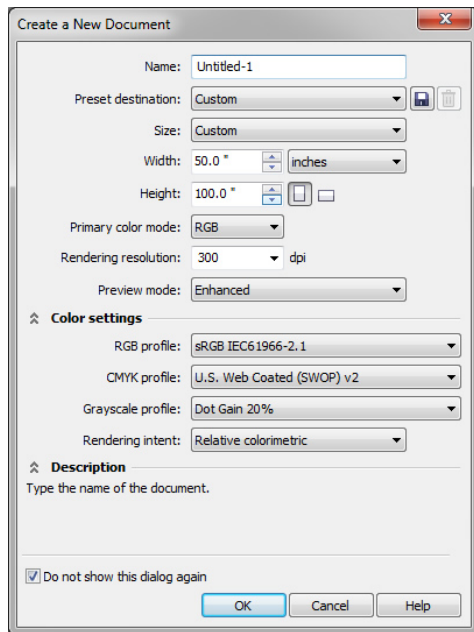 Create a New Document
Name: Untitled-1
Preset destination: Custom
Size: Custom
Width: 50.0 " inches
Height: 100.0 "
Primary color mode: RGB
Rendering resolution: 300 dpi
Preview mode: Enhanced
Color settings
RGB profile: sRGB IEC61966-2.1
CMYK profile: U.S. Web Coated (SWOP) v2
Grayscale profile: Dot Gain 20%
Rendering intent: Relative colorimetric
Description
Type the name of the document.
Do not show this dialog again
OK Cancel Help